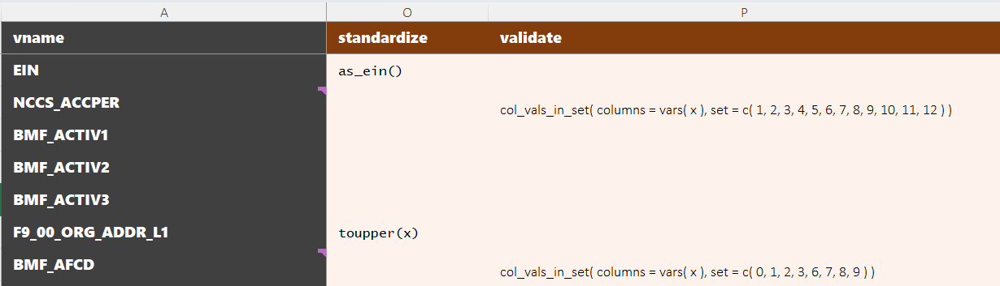 A O P
vname standardize validate
EIN as_ein()
NCCS_ACCPER col_vals_in_set( columns = vars( x ), set = c( 1, 2, 3, 4, 5, 6, 7, 8, 9, 10, 11, 12 ) )
BMF_ACTIV1
BMF_ACTIV2
BMF_ACTIV3
F9_00_ORG_ADDR_L1 toupper(x)
BMF_AFCD col_vals_in_set( columns = vars( x ), set = c( 0, 1, 2, 3, 6, 7, 8, 9 ) )